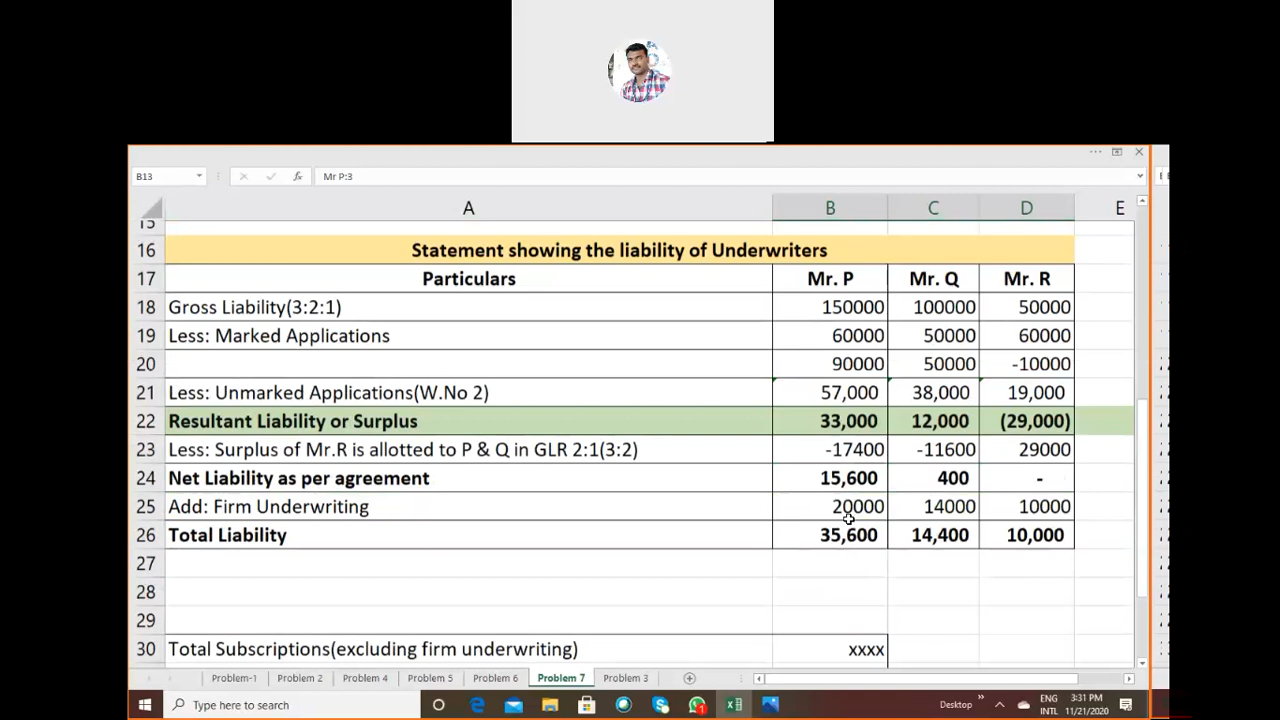 B13 fx Mr P:3
A B C D E
15
16 Statement showing the liability of Underwriters
17 Particulars Mr. P Mr. Q Mr. R
18 Gross Liability(3:2:1) 150000 100000 50000
19 Less: Marked Applications 60000 50000 60000
20 90000 50000 -10000
21 Less: Unmarked Applications(W.No 2) 57,000 38,000 19,000
22 Resultant Liability or Surplus 33,000 12,000 (29,000)
23 Less: Surplus of Mr.R is allotted to P & Q in GLR 2:1(3:2) -17400 -11600 29000
24 Net Liability as per agreement 15,600 400 -
25 Add: Firm Underwriting 20000 14000 10000
26 Total Liability 35,600 14,400 10,000
27
28
29
30 Total Subscriptions(excluding firm underwriting) xxxx
Problem-1 Problem 2 Problem 4 Problem 5 Problem 6 Problem 7 Problem 3
Type here to search Desktop ENG 3:31 PM
INTL 11/21/2020